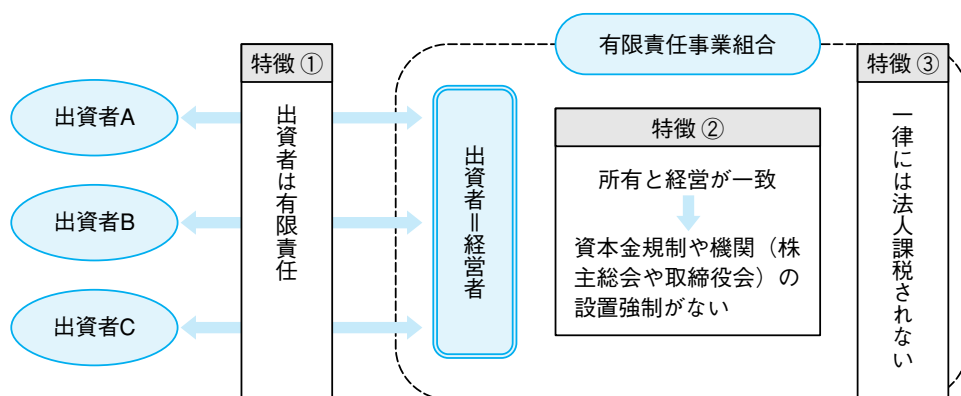 有限責任事業組合
特徴 ①
出資者は有限責任
出資者A
出資者B
出資者C
出資者＝経営者
特徴 ②
所有と経営が一致
資本金規制や機関（株
主総会や取締役会）の
設置強制がない
特徴 ③
一律には法人課税されない